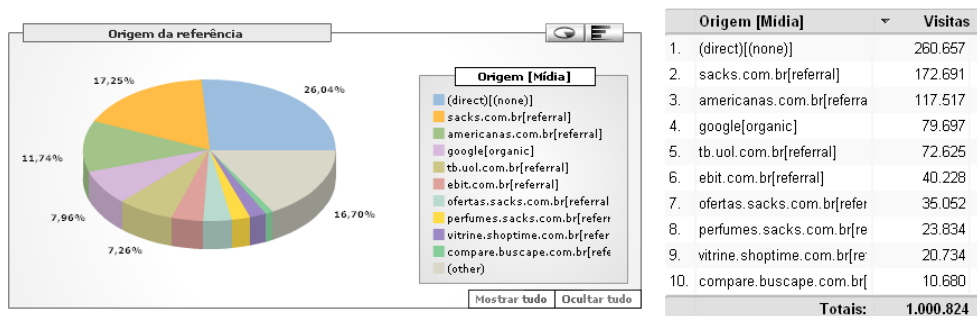 Origem da referência
17,25%
26,04%
11,74%
7,96%
7,26%
16,70%
Origem [Mídia]
(direct)[(none)]
sacks.com.br[referral]
americanas.com.br[referral]
google[organic]
tb.uol.com.br[referral]
ebit.com.br[referral]
ofertas.sacks.com.br[referral
perfumes.sacks.com.br[referr
vitrine.shoptime.com.br[refer
compare.buscape.com.br[refe
(other)
Mostrar tudo Ocultar tudo
Origem [Mídia] Visitas
1. (direct)[(none)] 260.657
2. sacks.com.br[referral] 172.691
3. americanas.com.br[referra 117.517
4. google[organic] 79.697
5. tb.uol.com.br[referral] 72.625
6. ebit.com.br[referral] 40.228
7. ofertas.sacks.com.br[refer 35.052
8. perfumes.sacks.com.br[re 23.834
9. vitrine.shoptime.com.br[re 20.734
10. compare.buscape.com.br[ 10.680
Totais: 1.000.824